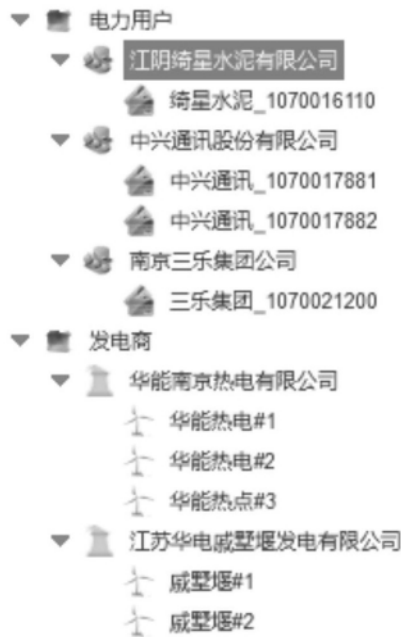 电力用户
江阴绮星水泥有限公司
绮星水泥_1070016110
中兴通讯股份有限公司
中兴通讯_1070017881
中兴通讯_1070017882
南京三乐集团公司
三乐集团_1070021200
发电商
华能南京热电有限公司
华能热电#1
华能热电#2
华能热点#3
江苏华电戚墅堰发电有限公司
戚墅堰#1
戚墅堰#2